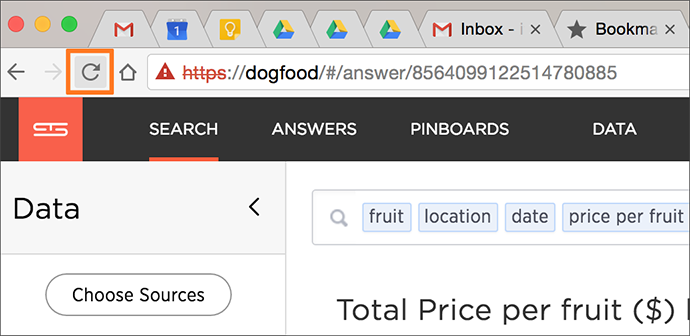 1
Inbox - i
Bookma
https://dogfood/#/answer/8564099122514780885
SEARCH ANSWERS PINBOARDS DATA
Data
fruit location date price per fruit
Choose Sources
Total Price per fruit ($)